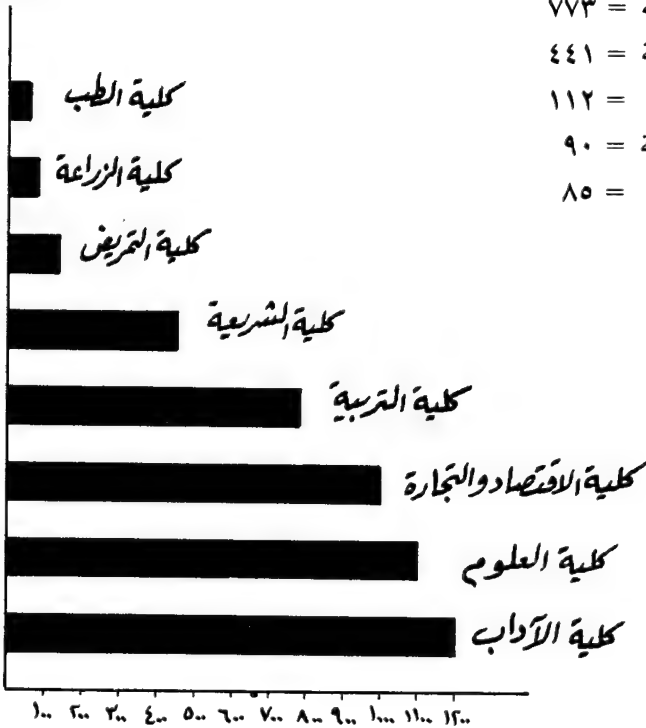 = ٧٧٣
= ٤٤١
= ١١٢
= ٩٠
= ٨٥
كلية الطب
كلية الزراعة
كلية التمريض
كلية الشريعة
كلية التربية
كلية الاقتصاد والتجارة
كلية العلوم
كلية الآداب
١٠٠ ٢٠٠ ٣٠٠ ٤٠٠ ٥٠٠ ٦٠٠ ٧٠٠ ٨٠٠ ٩٠٠ ١٠٠٠ ١١٠٠ ١٢٠٠